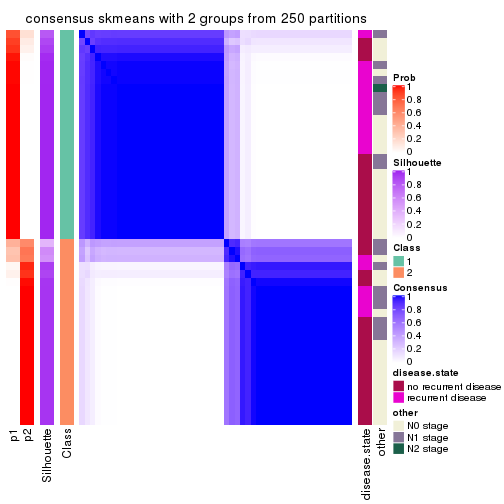 consensus skmeans with 2 groups from 250 partitions
Prob
1
0.8
0.6
0.4
0.2
0
Silhouette
1
0.8
0.6
0.4
0.2
0
Class
1
2
Consensus
1
0.8
0.6
0.4
0.2
0
disease.state
no recurrent disease
recurrent disease
other
N0 stage
N1 stage
N2 stage
p1
p2
Silhouette
Class
disease.state
other